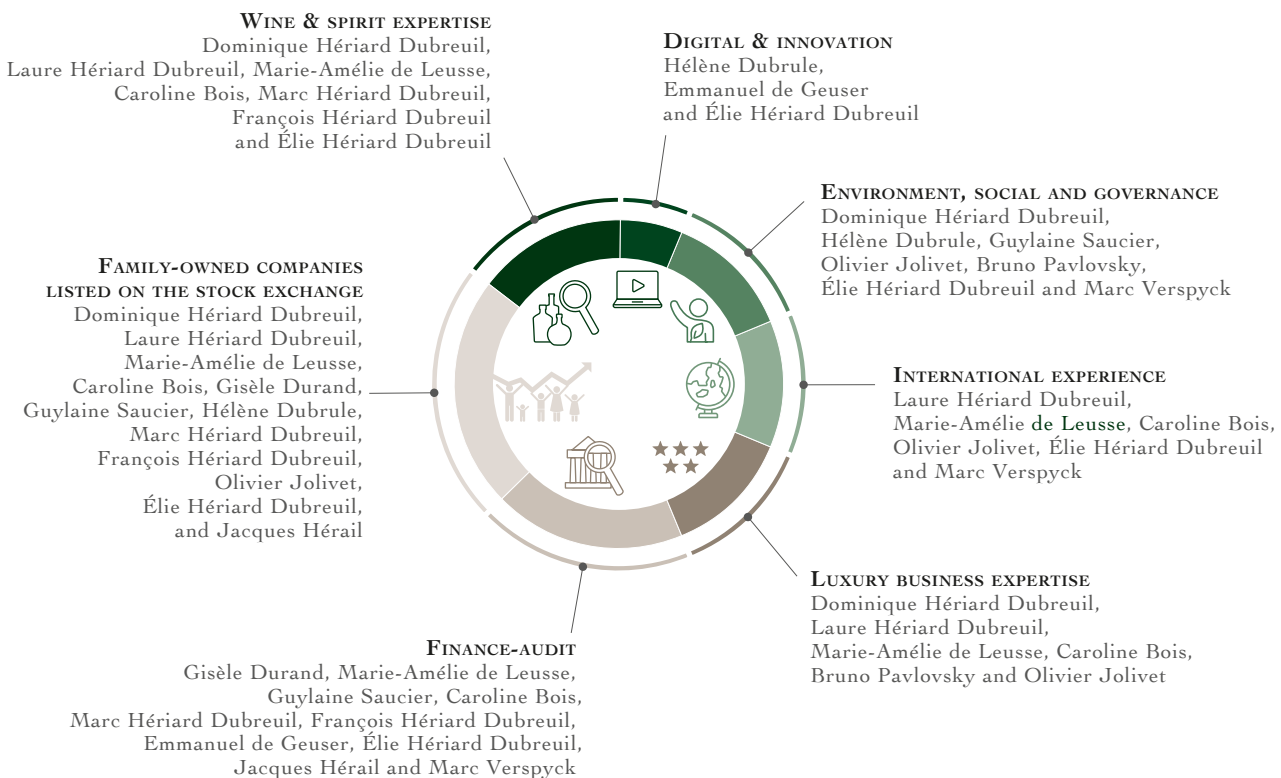 Wine & spirit expertise
Dominique Hériard Dubreuil,
Laure Hériard Dubreuil, Marie-Amélie de Leusse,
Caroline Bois, Marc Hériard Dubreuil,
François Hériard Dubreuil
and Élie Hériard Dubreuil
Digital & innovation
Hélène Dubrule,
Emmanuel de Geuser
and Élie Hériard Dubreuil
Environment, social and governance
Dominique Hériard Dubreuil,
Hélène Dubrule, Guylaine Saucier,
Olivier Jolivet, Bruno Pavlovsky,
Élie Hériard Dubreuil and Marc Verspyck
Family-owned companies
listed on the stock exchange
Dominique Hériard Dubreuil,
Laure Hériard Dubreuil,
Marie-Amélie de Leusse,
Caroline Bois, Gisèle Durand,
Guylaine Saucier, Hélène Dubrule,
Marc Hériard Dubreuil,
François Hériard Dubreuil,
Olivier Jolivet,
Élie Hériard Dubreuil,
and Jacques Hérail
International experience
Laure Hériard Dubreuil,
Marie-Amélie de Leusse, Caroline Bois,
Olivier Jolivet, Élie Hériard Dubreuil
and Marc Verspyck
Luxury business expertise
Dominique Hériard Dubreuil,
Laure Hériard Dubreuil,
Marie-Amélie de Leusse, Caroline Bois,
Bruno Pavlovsky and Olivier Jolivet
Finance-audit
Gisèle Durand, Marie-Amélie de Leusse,
Guylaine Saucier, Caroline Bois,
Marc Hériard Dubreuil, François Hériard Dubreuil,
Emmanuel de Geuser, Élie Hériard Dubreuil,
Jacques Hérail and Marc Verspyck